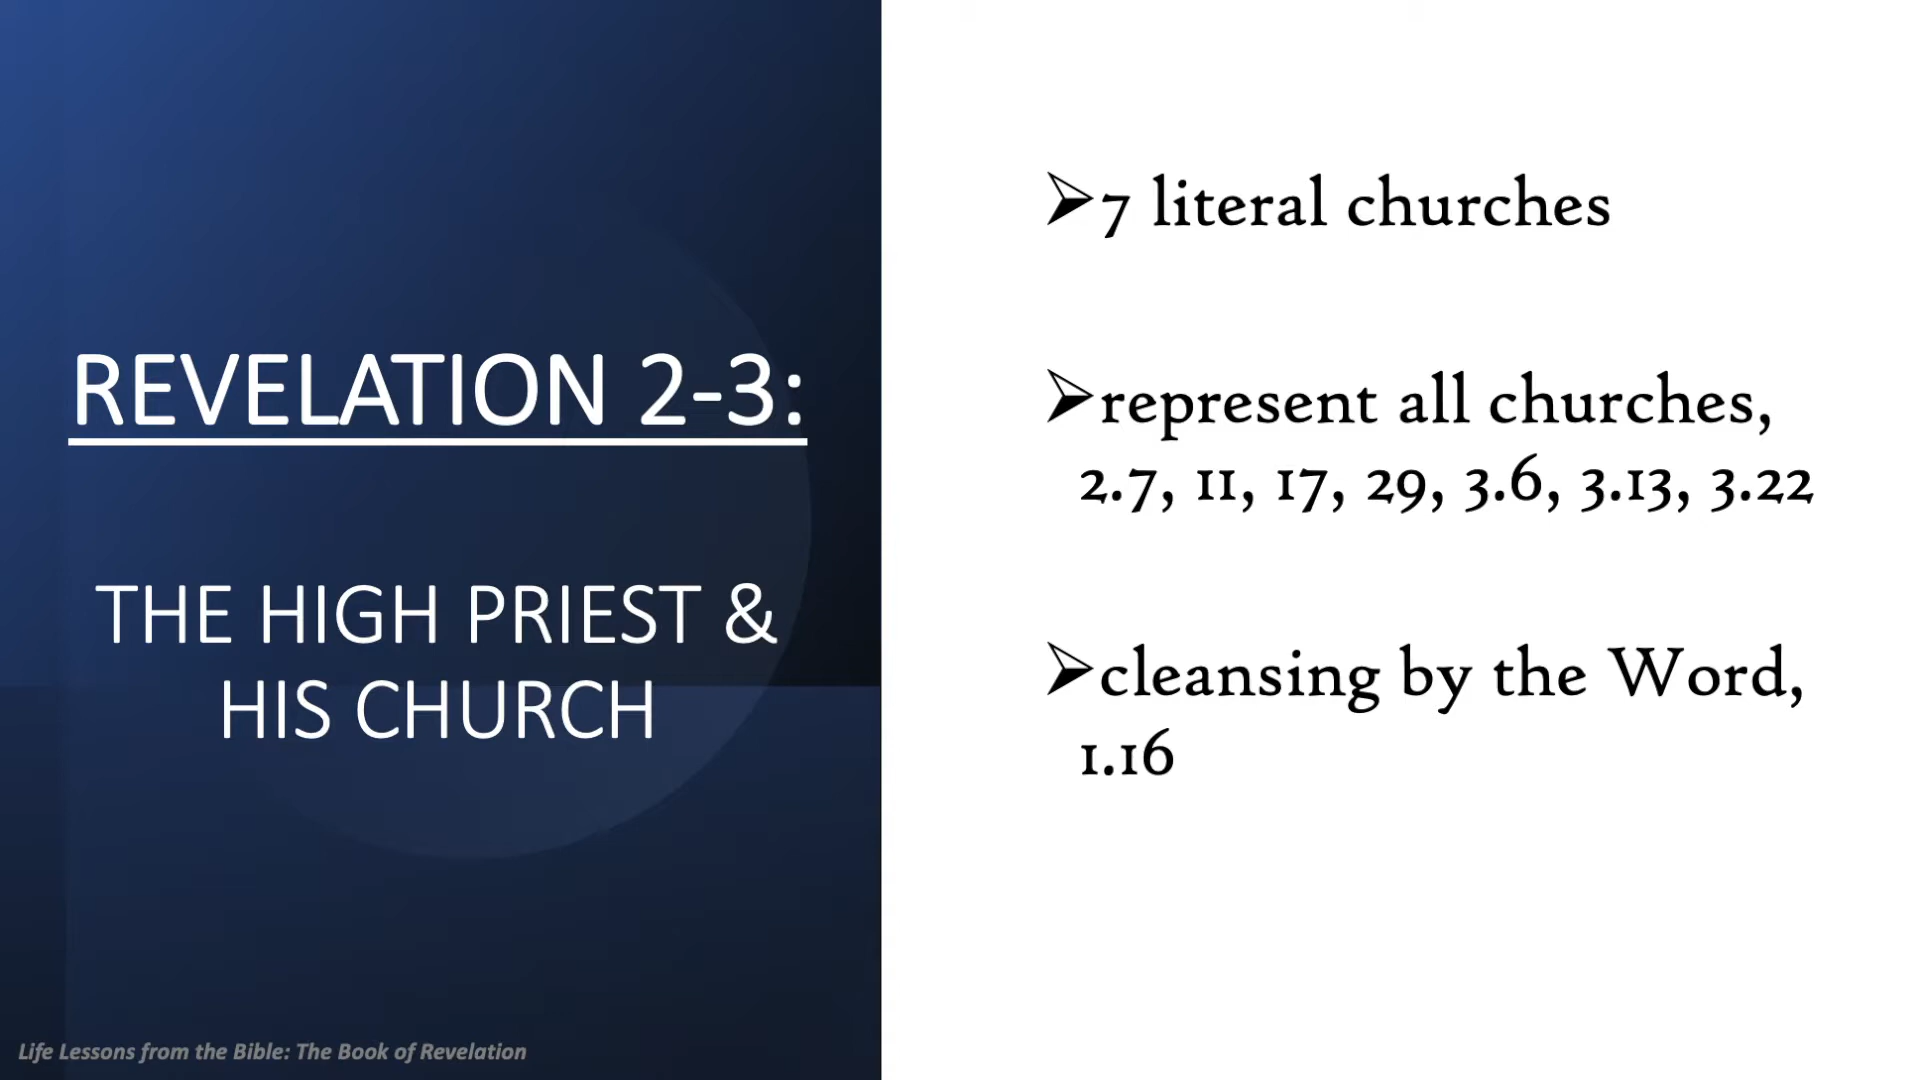 REVELATION 2-3:
THE HIGH PRIEST &
HIS CHURCH
Life Lessons from the Bible: The Book of Revelation
➢7 literal churches
➢represent all churches,
2.7, 11, 17, 29, 3.6, 3.13, 3.22
➢cleansing by the Word,
1.16